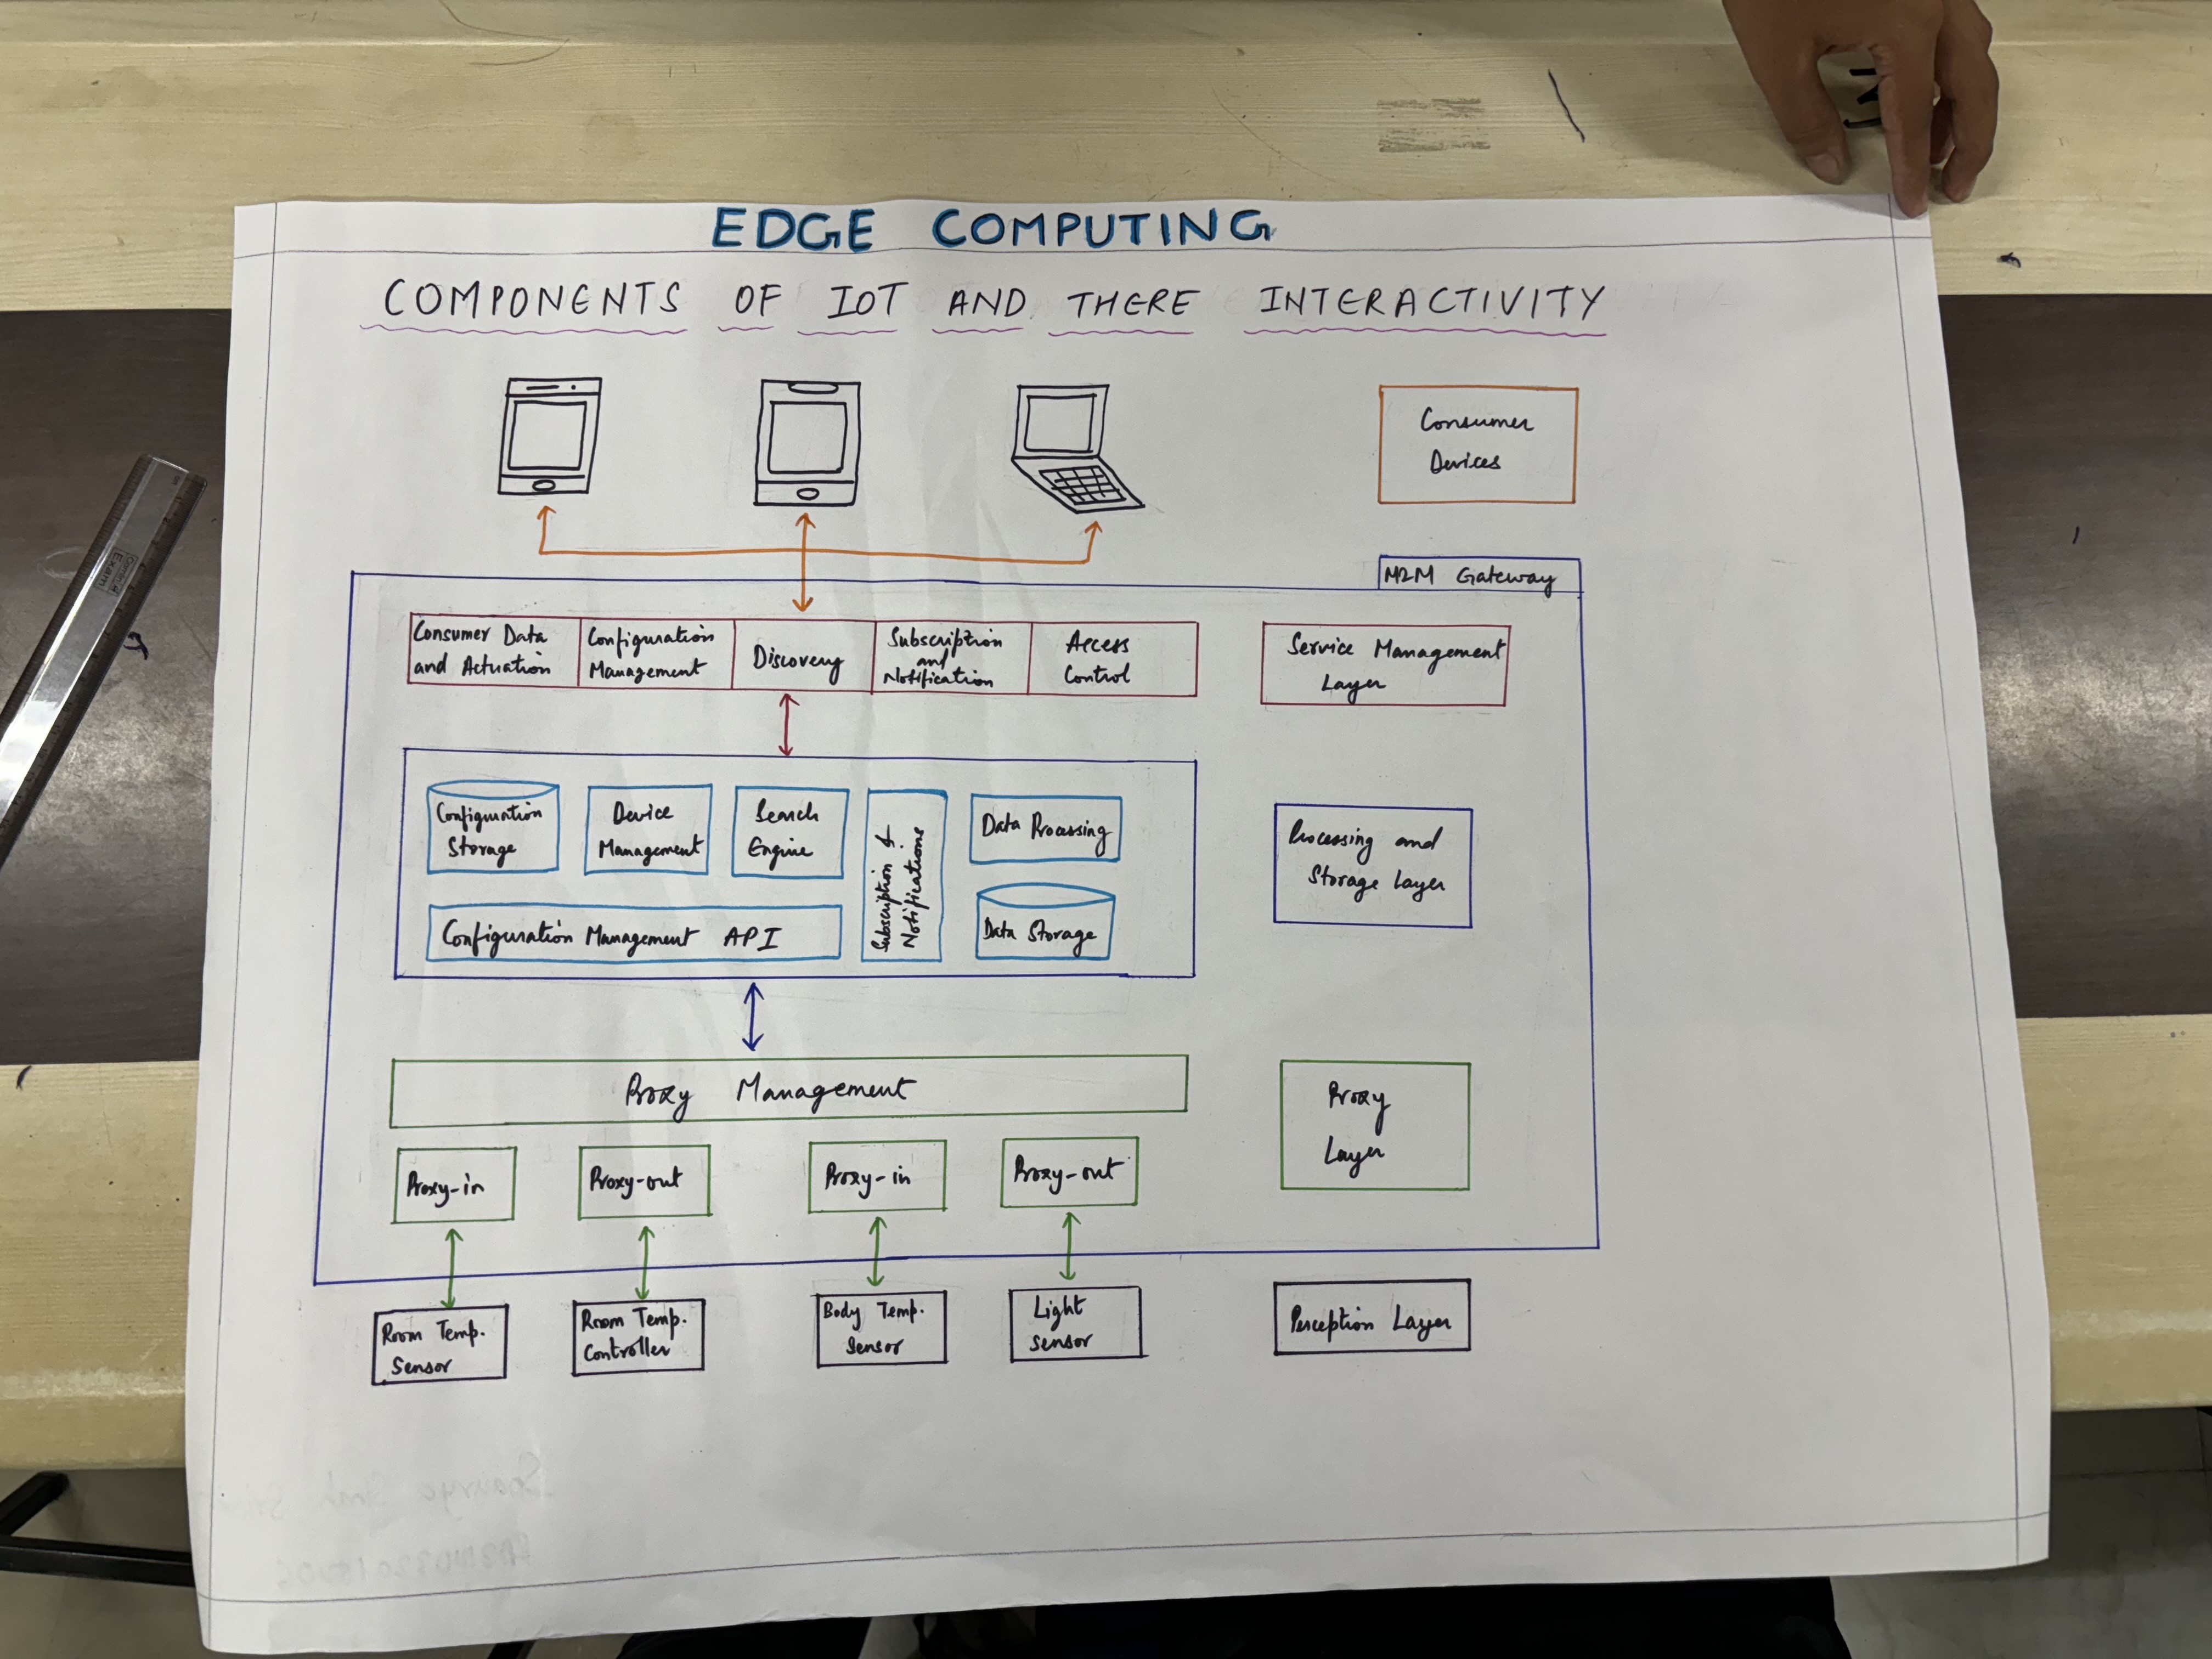 EDGE COMPUTING
COMPONENTS OF IOT AND THERE INTERACTIVITY
Consumer
Devices
M2M Gateway
Consumer Data
and Actuation
Configuration
Management
Discovery
Subscription
and
Notification
Access
Control
Service Management
Layer
Configuration
Storage
Device
Management
Search
Engine
Configuration Management API
Subscription &
Notifications
Data Processing
Data Storage
Processing and
Storage Layer
Proxy Management
Proxy-in
Proxy-out
Proxy-in
Proxy-out
Proxy
Layer
Room Temp.
Sensor
Room Temp.
Controller
Body Temp.
Sensor
Light
Sensor
Perception Layer
Exam